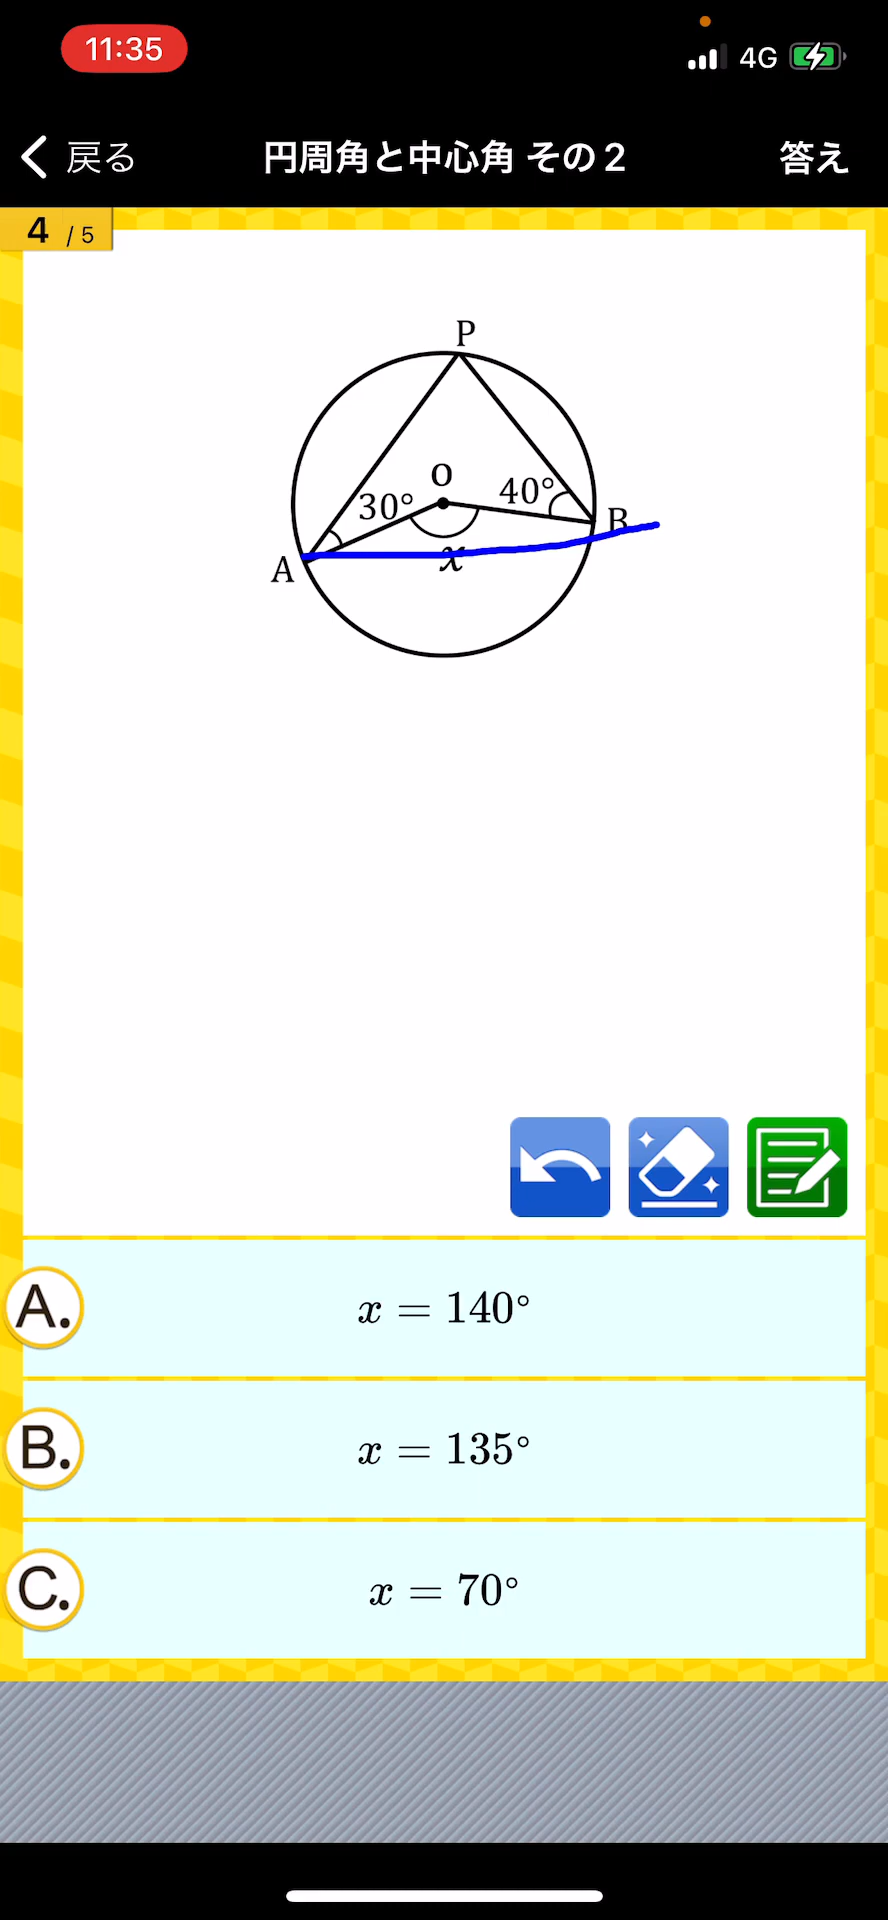 11:35
4G
戻る
円周角と中心角 その2
答え
4 / 5
P
O
30°
40°
B
A
x
A. x = 140°
B. x = 135°
C. x = 70°